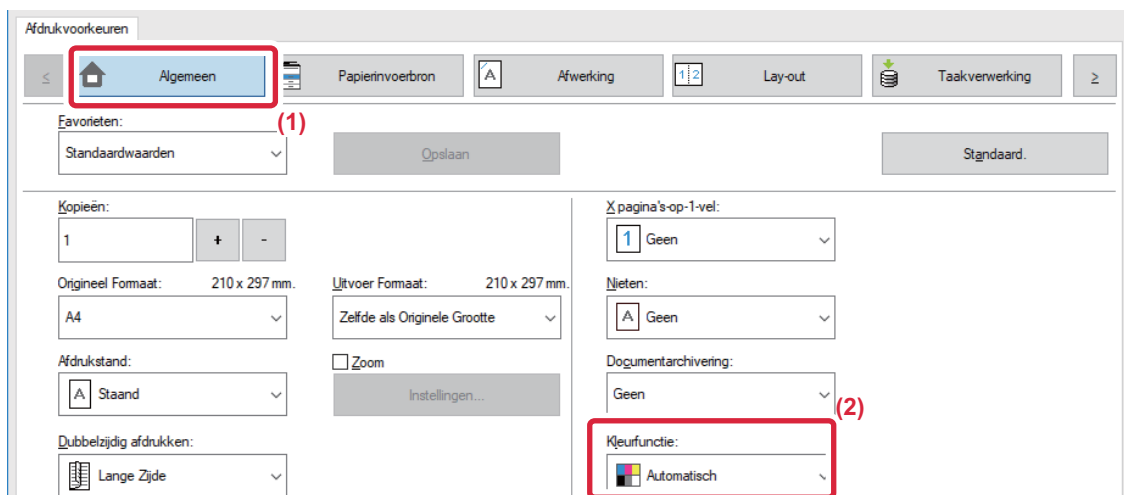 Afdrukvoorkeuren
≤ Algemeen Papierinvoerbron Afwerking Lay-out Taakverwerking ≥
(1)
Favorieten:
Standaardwaarden Opslaan Standaard.
Kopieën: X pagina's-op-1-vel:
1 + - 1 Geen
Origineel Formaat: 210 x 297 mm. Uitvoer Formaat: 210 x 297 mm. Nieten:
A4 Zelfde als Originele Grootte A Geen
Afdrukstand: Zoom Documentarchivering:
A Staand Instellingen... Geen
(2)
Dubbelzijdig afdrukken: Kleurfunctie:
Lange Zijde Automatisch